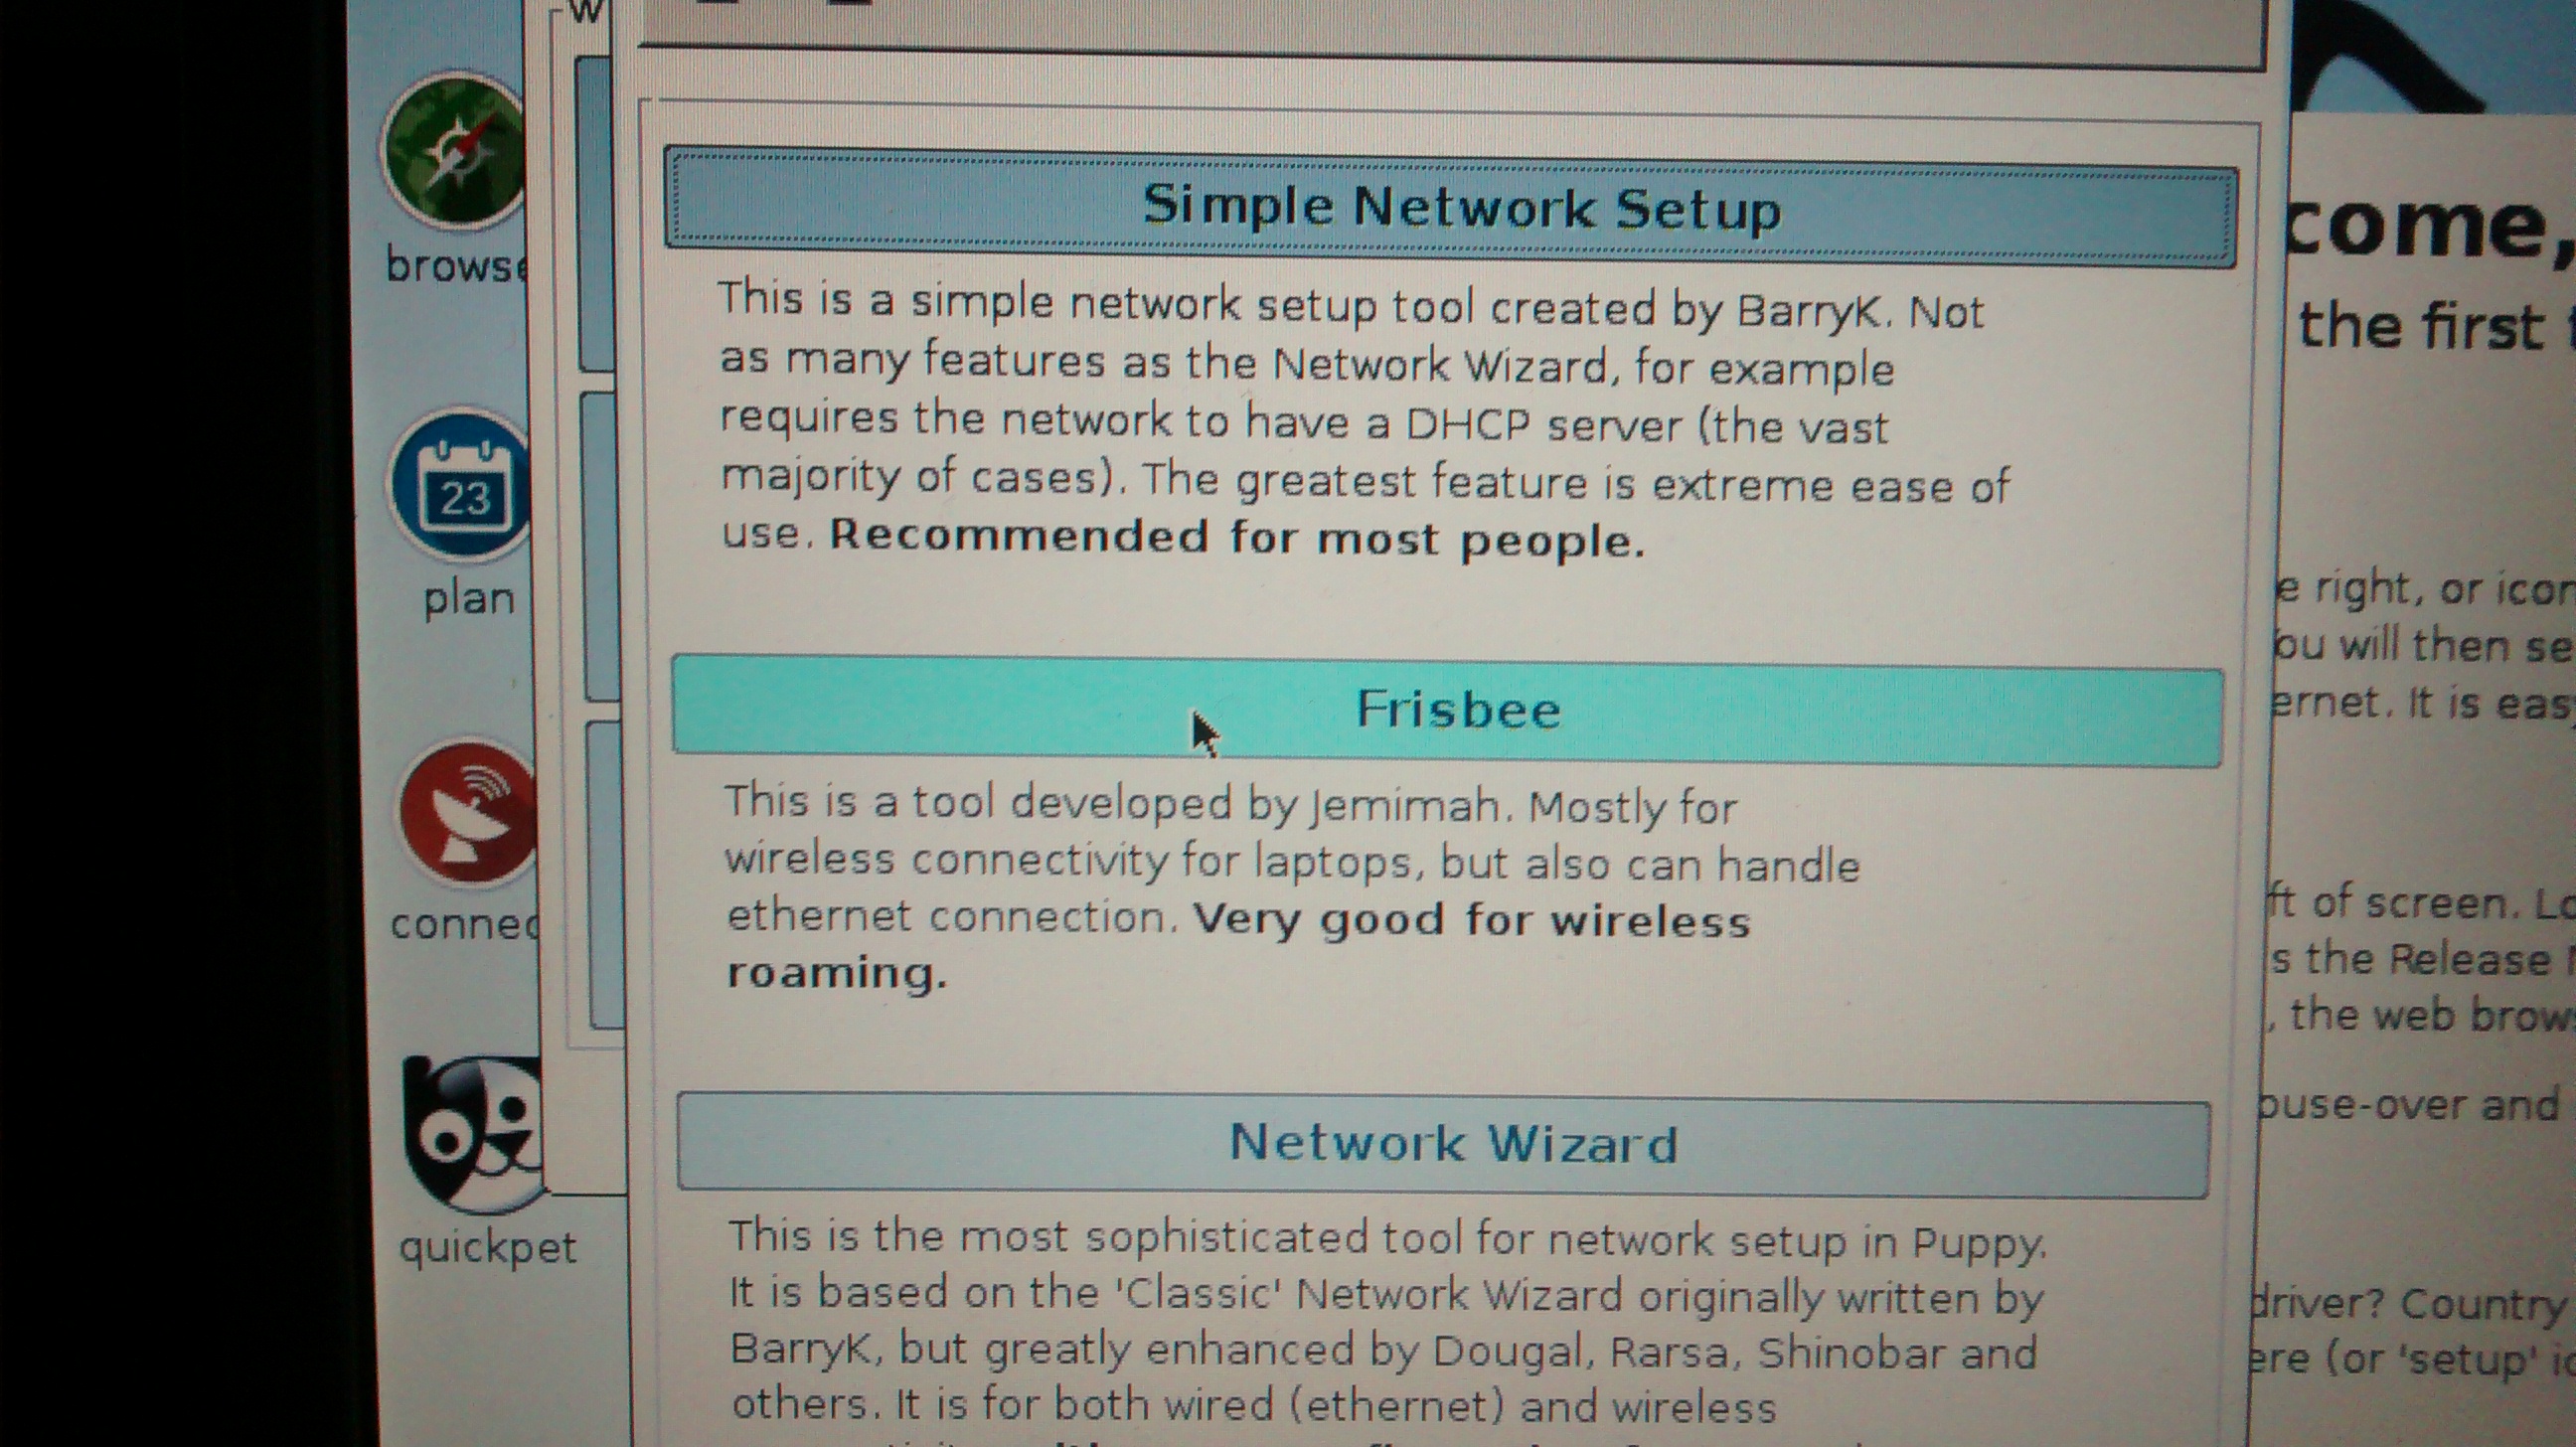 W
browse
23
plan
connec
quickpet
Simple Network Setup
This is a simple network setup tool created by BarryK. Not
as many features as the Network Wizard, for example
requires the network to have a DHCP server (the vast
majority of cases). The greatest feature is extreme ease of
use. Recommended for most people.
Frisbee
This is a tool developed by Jemimah. Mostly for
wireless connectivity for laptops, but also can handle
ethernet connection. Very good for wireless
roaming.
Network Wizard
This is the most sophisticated tool for network setup in Puppy.
It is based on the 'Classic' Network Wizard originally written by
BarryK, but greatly enhanced by Dougal, Rarsa, Shinobar and
others. It is for both wired (ethernet) and wireless
come,
the first
e right, or icon
ou will then se
ernet. It is easy
ft of screen. Lo
s the Release
, the web brows
ouse-over and
driver? Country
ere (or 'setup' ic